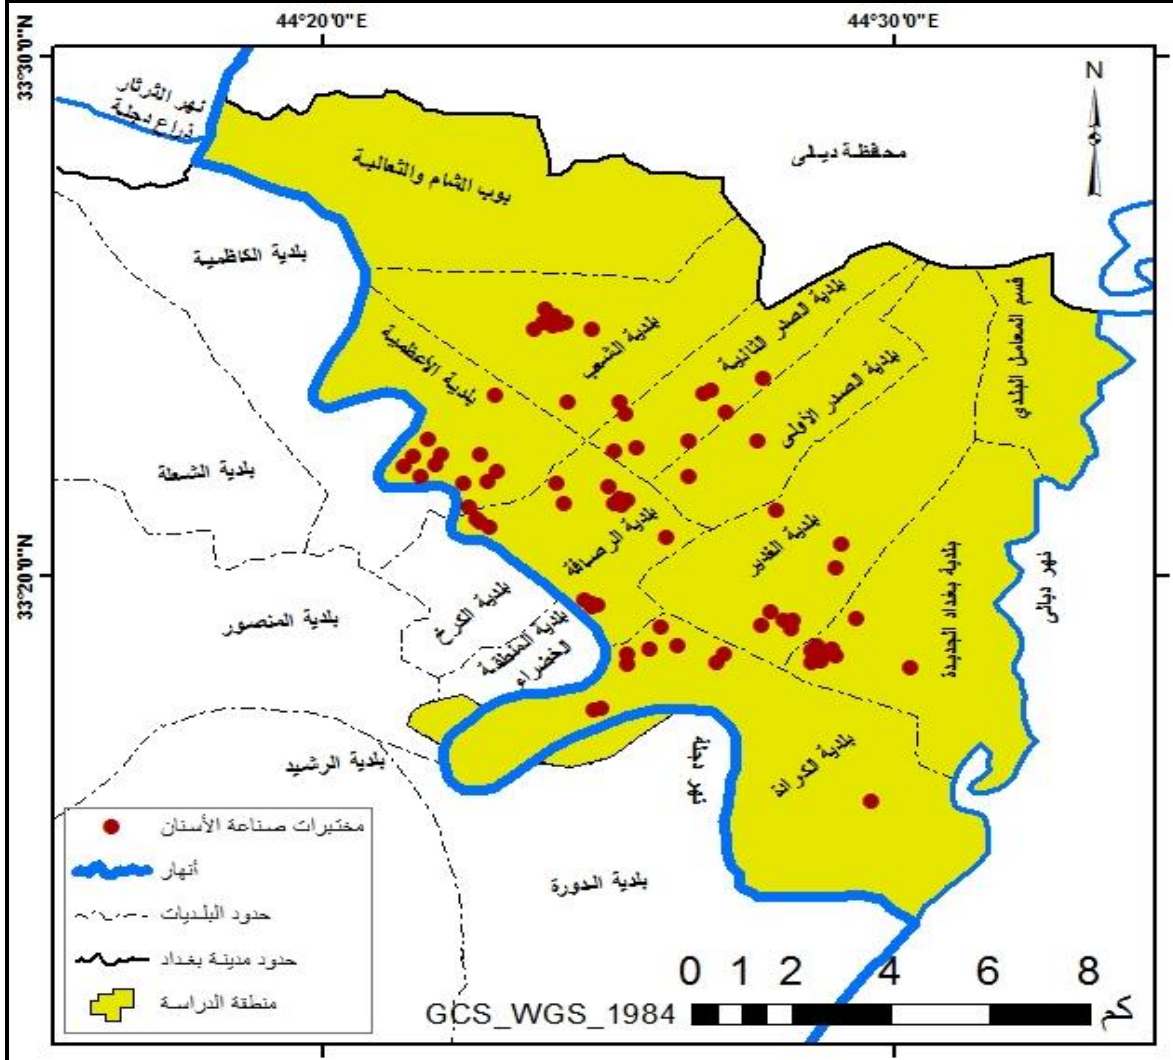 44°20'0"E
44°30'0"E
33°30'0"N
33°20'0"N
N
نهر الثرثار
ذراع دجلة
محافظة ديالى
بوب الشام والثعالبة
بلدية الكاظمية
بلدية الشعب
بلدية الأعظمية
بلدية الصدر الثانية
بلدية الصدر الأولى
قسم المعامل البلدي
بلدية الشعلة
بلدية الرصافة
بلدية الغدير
بلدية بغداد الجديدة
نهر ديالى
بلدية المنصور
بلدية الكرخ
بلدية المنطقة
الخضراء
بلدية الرشيد
نهر دجلة
بلدية الكرادة
بلدية الدورة
مختبرات صناعة الأسنان
أنهار
حدود البلديات
حدود مدينة بغداد
منطقة الدراسة
0 1 2 4 6 8
كم
GCS_WGS_1984